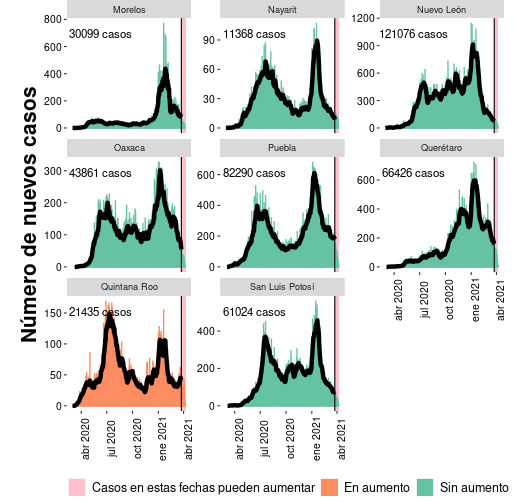 Número de nuevos casos
Morelos
Nayarit
Nuevo León
800
600
400
200
0
30099 casos
90
60
30
0
11368 casos
1200
900
600
300
0
121076 casos
Oaxaca
Puebla
Querétaro
300
200
100
0
43861 casos
600
400
200
0
82290 casos
600
400
200
0
66426 casos
abr 2020
jul 2020
oct 2020
ene 2021
abr 2021
Quintana Roo
San Luis Potosí
150
100
50
0
21435 casos
400
200
0
61024 casos
abr 2020
jul 2020
oct 2020
ene 2021
abr 2021
abr 2020
jul 2020
oct 2020
ene 2021
abr 2021
Casos en estas fechas pueden aumentar
En aumento
Sin aumento